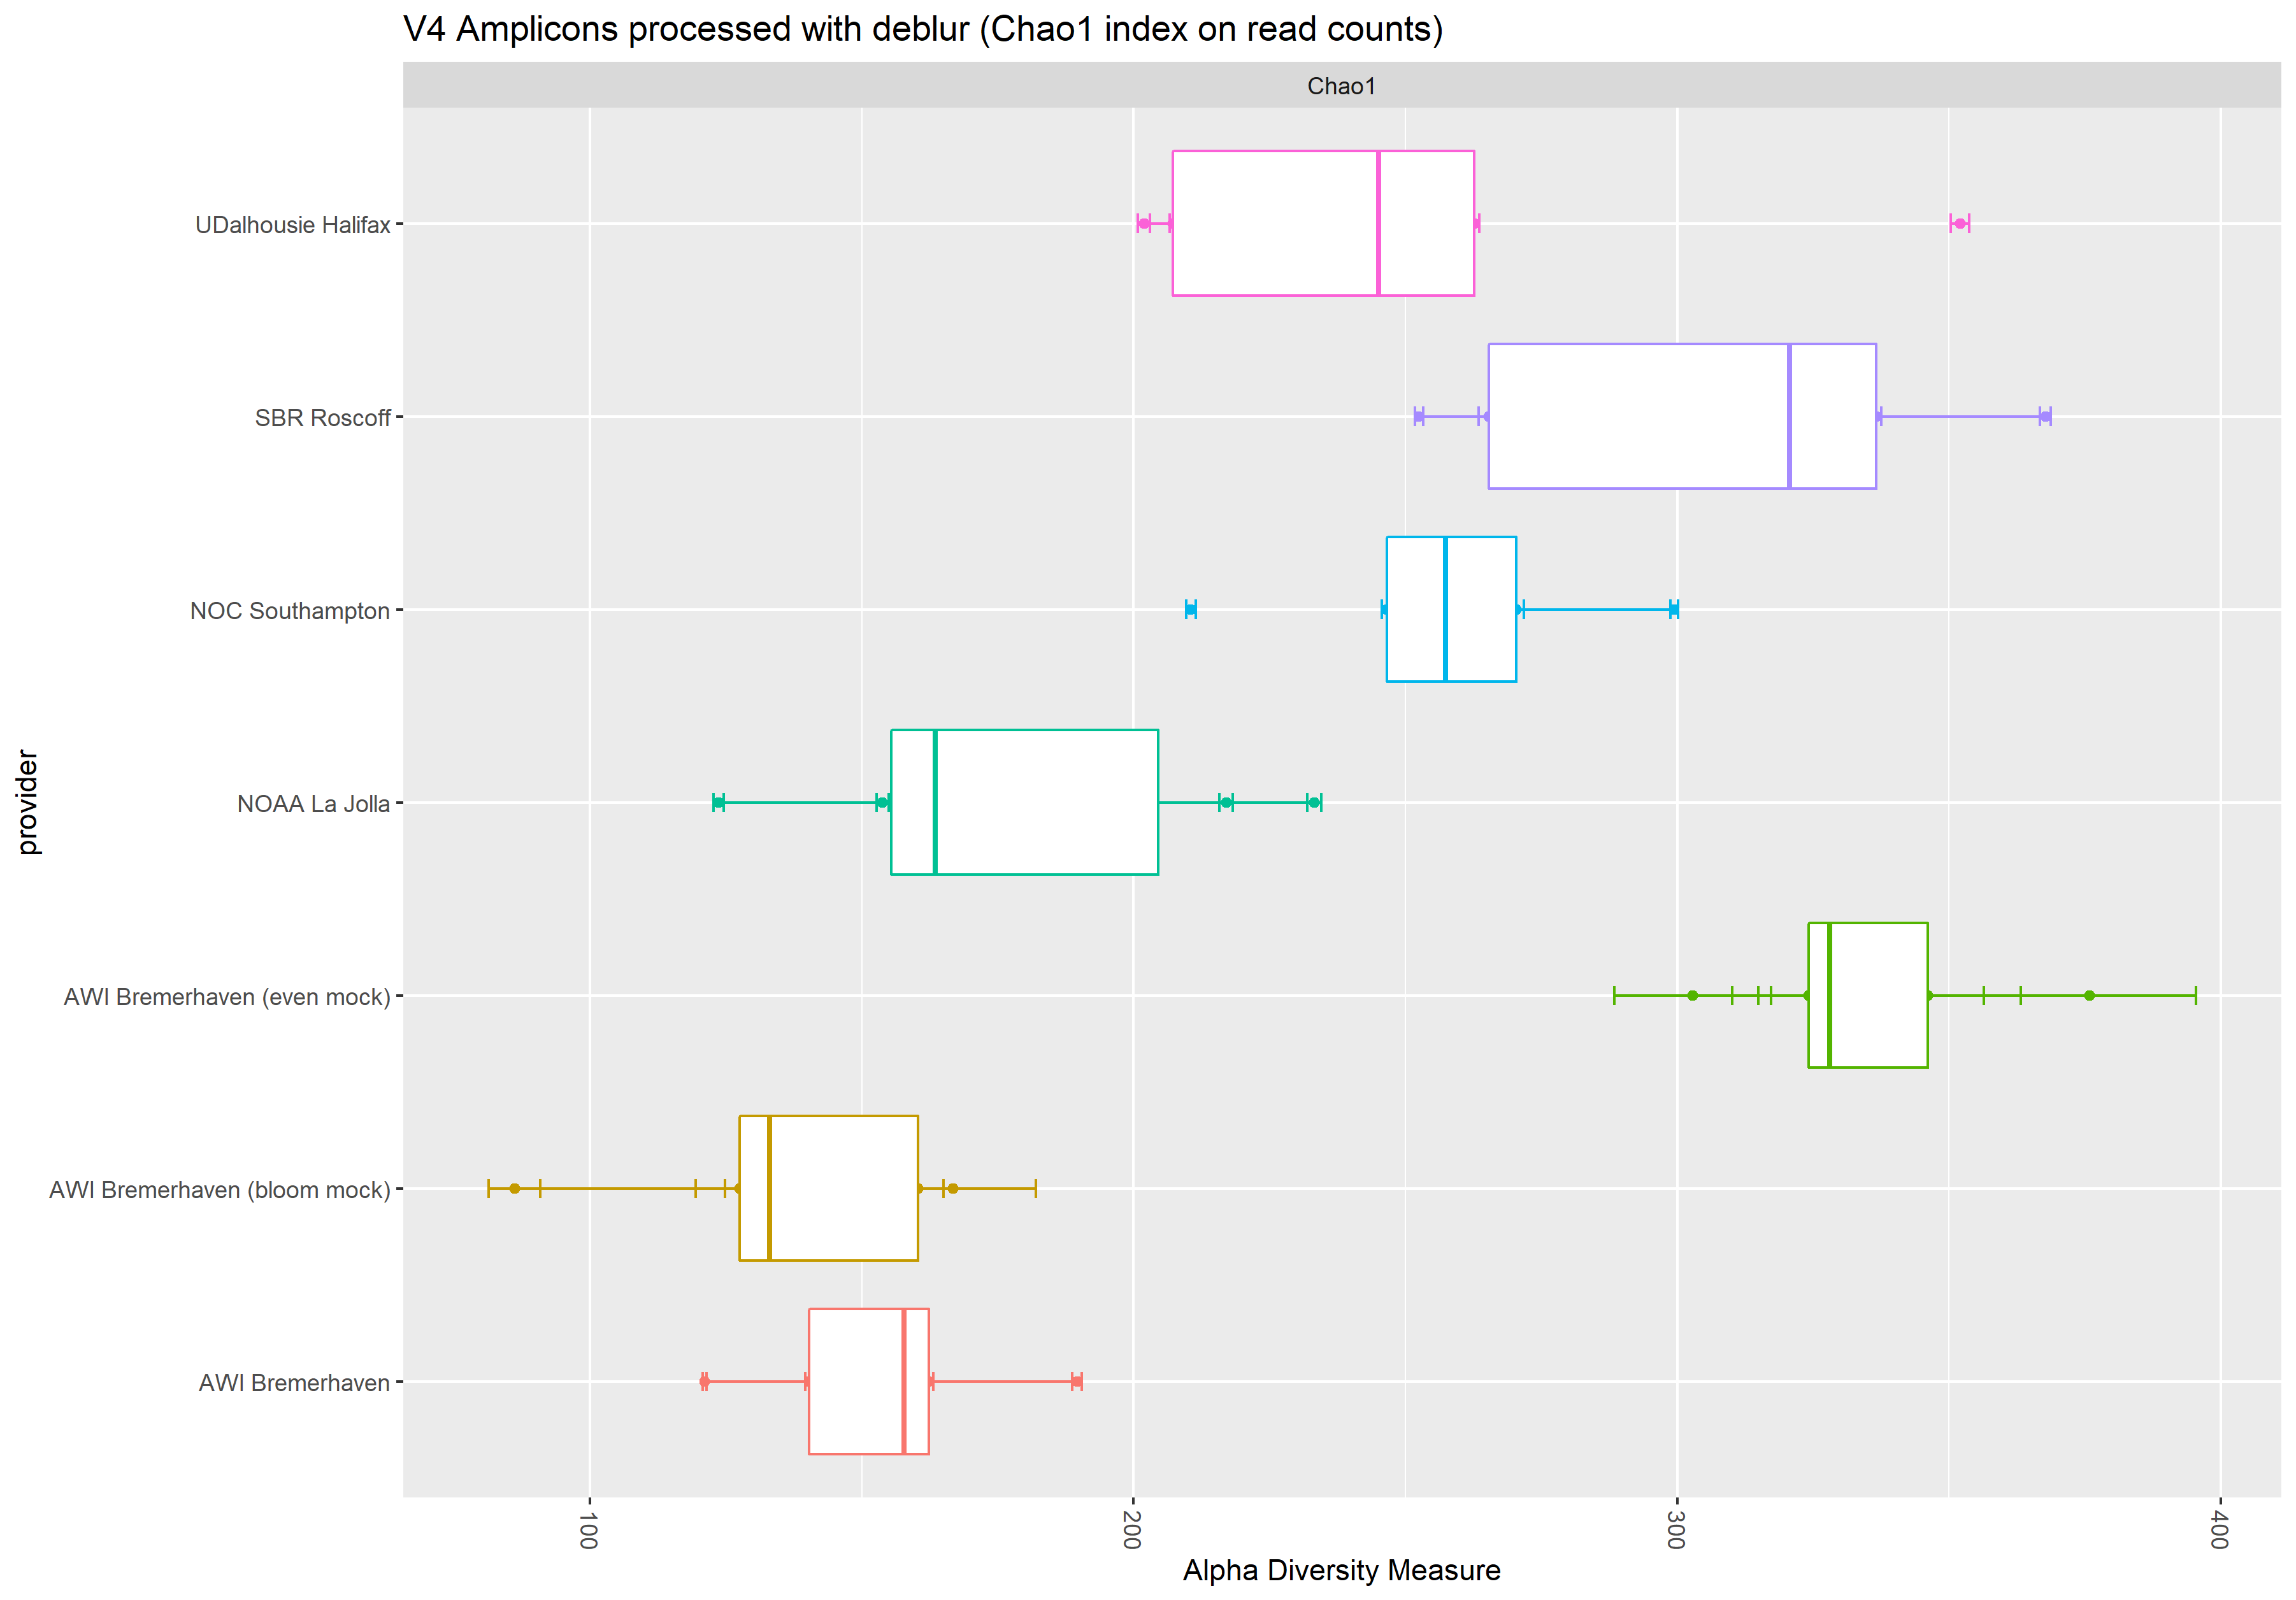 V4 Amplicons processed with deblur (Chao1 index on read counts)
Chao1
UDalhousie Halifax
SBR Roscoff
NOC Southampton
NOAA La Jolla
AWI Bremerhaven (even mock)
AWI Bremerhaven (bloom mock)
AWI Bremerhaven
provider
100
200
300
400
Alpha Diversity Measure